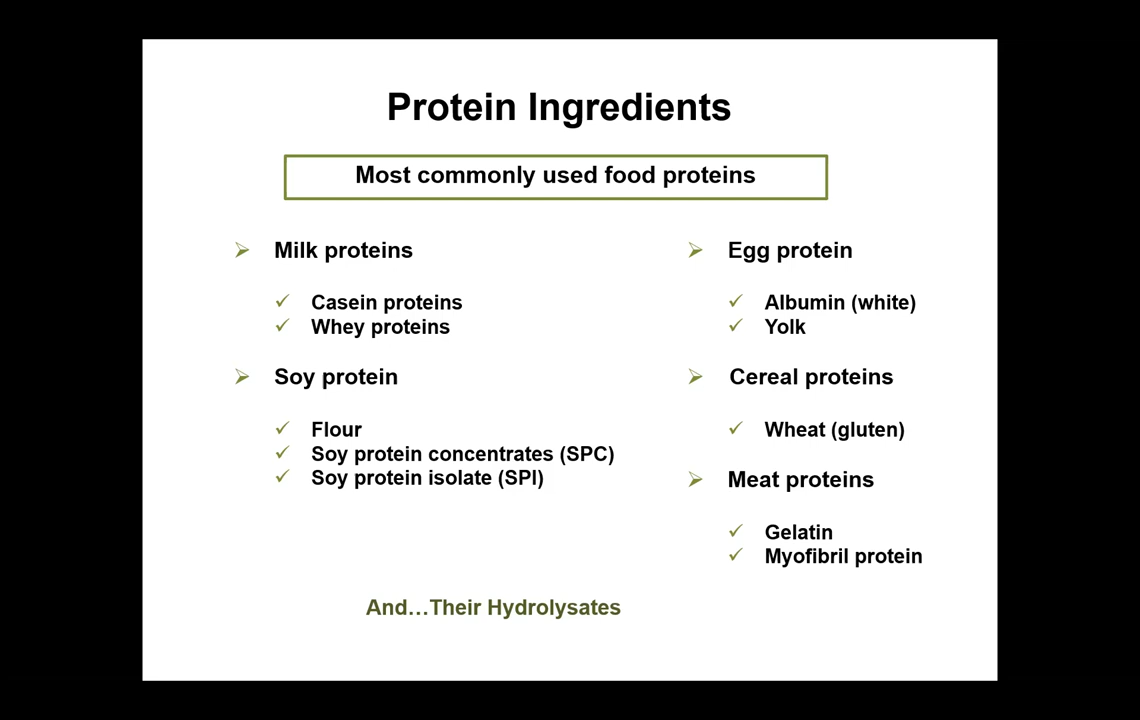 Protein Ingredients
Most commonly used food proteins
Milk proteins
Casein proteins
Whey proteins
Soy protein
Flour
Soy protein concentrates (SPC)
Soy protein isolate (SPI)
Egg protein
Albumin (white)
Yolk
Cereal proteins
Wheat (gluten)
Meat proteins
Gelatin
Myofibril protein
And…Their Hydrolysates